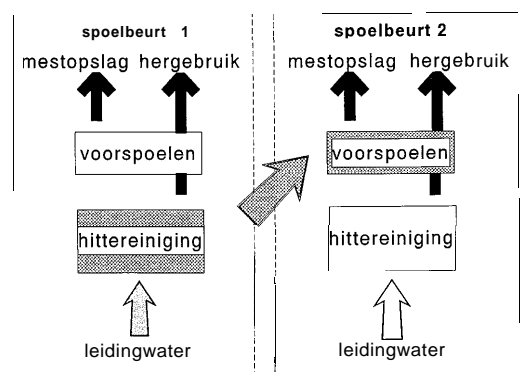 spoelbeurt 1
mestopslag hergebruik
voorspoelen
hittereiniging
leidingwater
spoelbeurt 2
mestopslag hergebruik
voorspoelen
hittereiniging
leidingwater